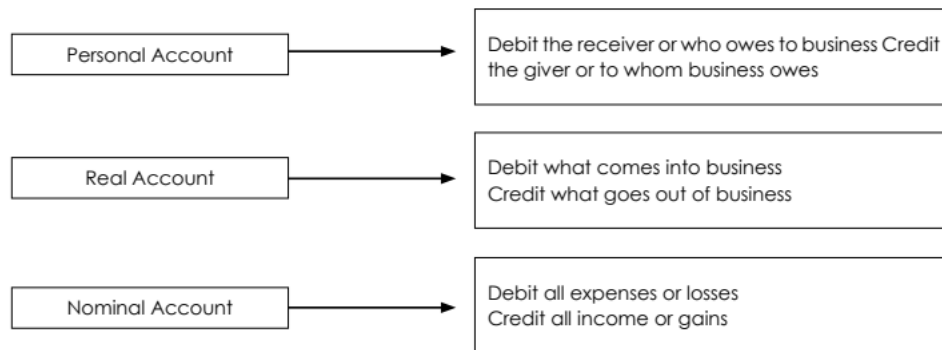 Personal Account
Debit the receiver or who owes to business Credit
the giver or to whom business owes
Real Account
Debit what comes into business
Credit what goes out of business
Nominal Account
Debit all expenses or losses
Credit all income or gains